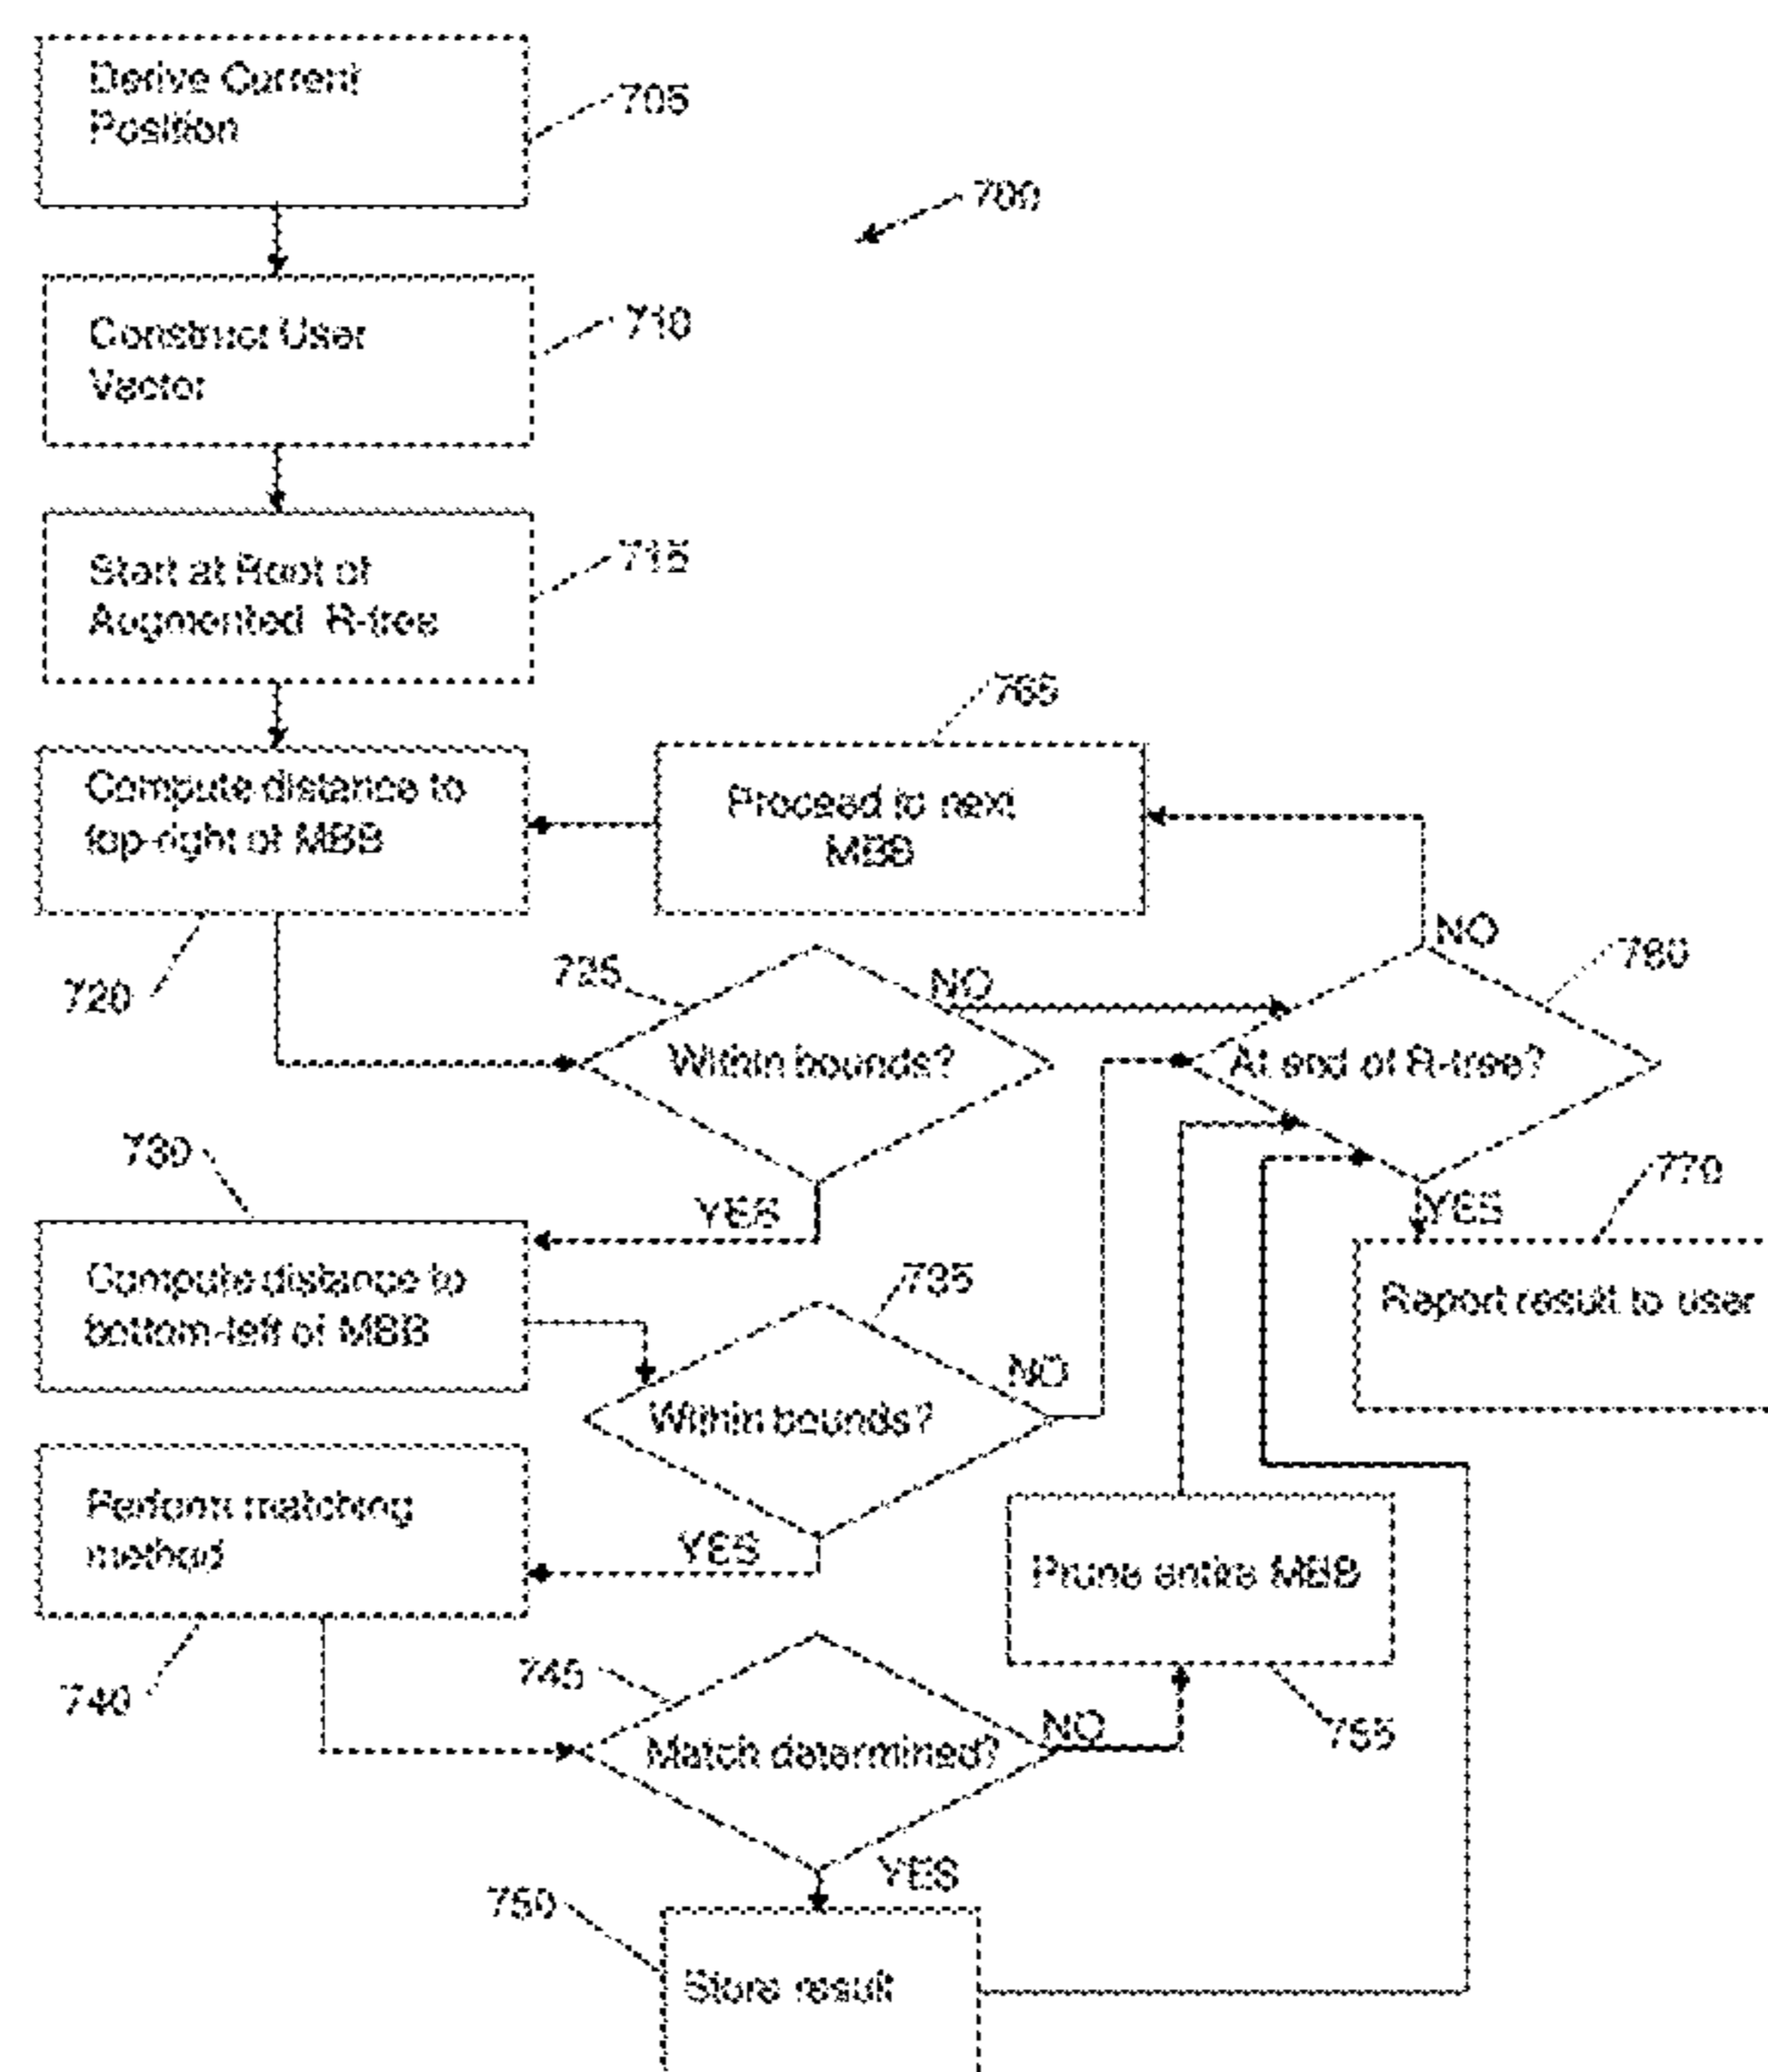 Derive Current
Position
705
700
Construct User
Vector
710
Start at Root of
Augmented R-tree
715
765
Compute distance to
top-right of MBB
Proceed to next
MBB
720
725
NO
NO
760
Within bounds?
At end of R-tree?
730
YES
YES
770
Compute distance to
bottom-left of MBB
735
Report result to user
NO
Within bounds?
Perform matching
method
YES
Prune entire MBB
740
745
NO
755
Match determined?
YES
750
Store result